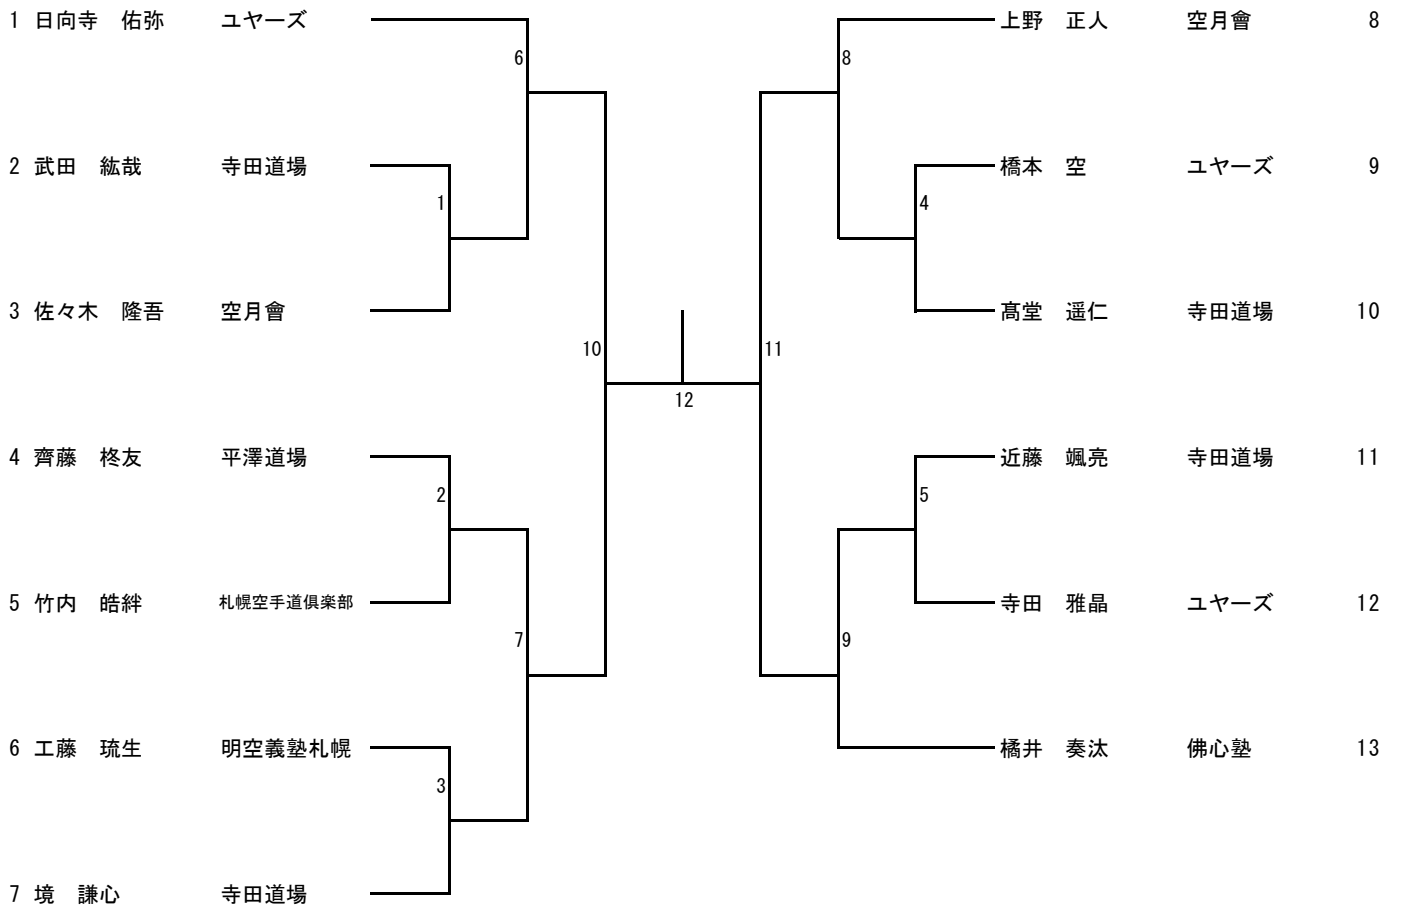 1 日向寺　佑弥 ユヤーズ
6
2 武田　紘哉 寺田道場
1
3 佐々木　隆吾 空月會
10
4 齊藤　柊友 平澤道場
2
5 竹内　皓絆 札幌空手道倶楽部
7
6 工藤　琉生 明空義塾札幌
3
7 境　謙心 寺田道場
12
上野　正人 空月會 8
8
橋本　空 ユヤーズ 9
4
髙堂　遥仁 寺田道場 10
11
近藤　颯亮 寺田道場 11
5
寺田　雅晶 ユヤーズ 12
9
橘井　奏汰 佛心塾 13